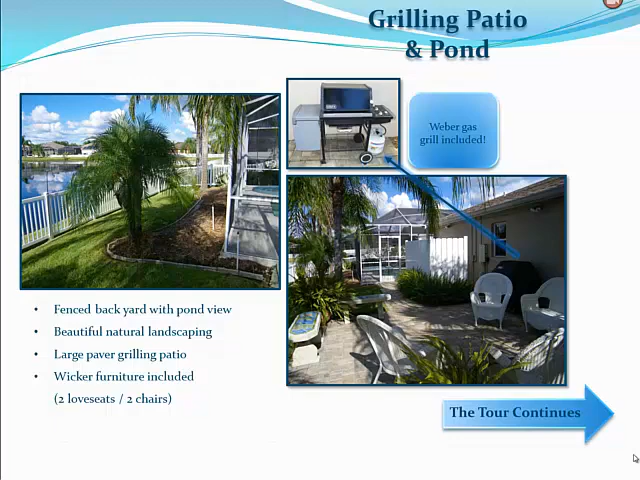 Grilling Patio
& Pond
Weber gas
grill included!
• Fenced back yard with pond view
• Beautiful natural landscaping
• Large paver grilling patio
• Wicker furniture included
(2 loveseats / 2 chairs)
The Tour Continues